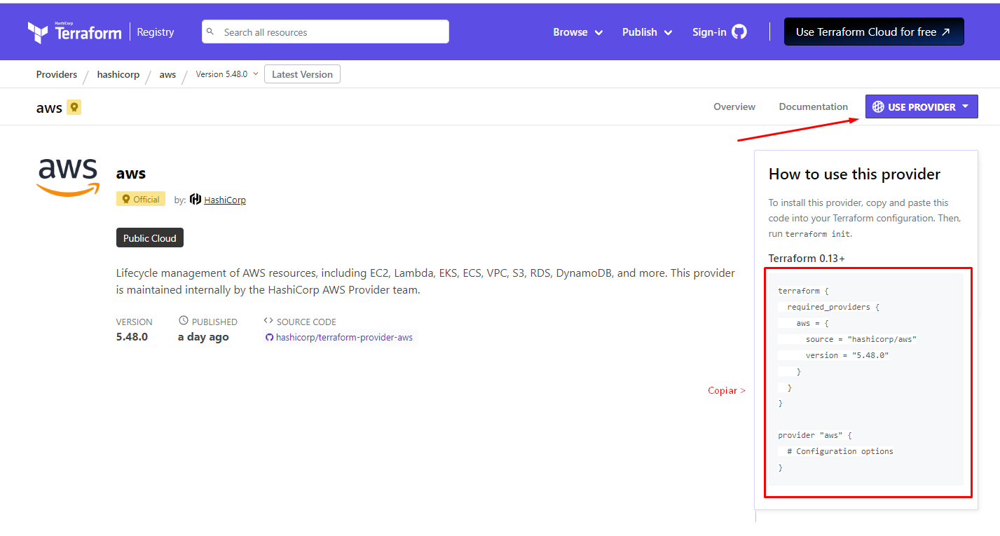 HashiCorp
Terraform
Registry
Search all resources
Browse
Publish
Sign-in
Use Terraform Cloud for free
Providers / hashicorp / aws / Version 5.48.0
Latest Version
aws
Overview
Documentation
USE PROVIDER
aws
aws
Official
by: HashiCorp
Public Cloud
Lifecycle management of AWS resources, including EC2, Lambda, EKS, ECS, VPC, S3, RDS, DynamoDB, and more. This provider
is maintained internally by the HashiCorp AWS Provider team.
VERSION
5.48.0
PUBLISHED
a day ago
SOURCE CODE
hashicorp/terraform-provider-aws
Copiar >
How to use this provider
To install this provider, copy and paste this
code into your Terraform configuration. Then,
run terraform init.
Terraform 0.13+
terraform {
  required_providers {
    aws = {
      source = "hashicorp/aws"
      version = "5.48.0"
    }
  }
}
provider "aws" {
  # Configuration options
}